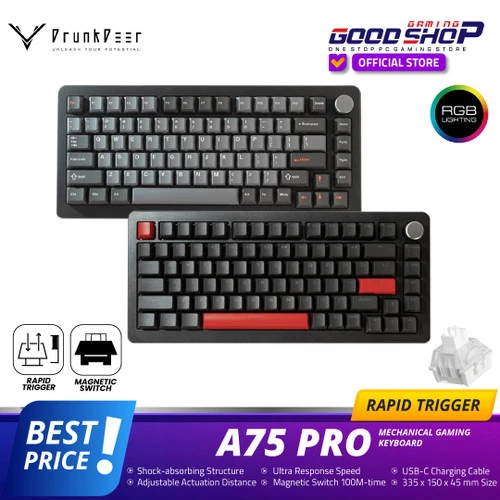 DrunkDeer
UNLEASH YOUR POTENTIAL
GAMING
GOODSHOP
ONE STOP PC GAMING STORE
OFFICIAL STORE
RGB
LIGHTING
RAPID
TRIGGER
MAGNETIC
SWITCH
RAPID TRIGGER
BEST
PRICE!
A75 PRO
MECHANICAL GAMING
KEYBOARD
Shock-absorbing Structure
Ultra Response Speed
USB-C Charging Cable
Adjustable Actuation Distance
Magnetic Switch 100M-time
335 x 150 x 45 mm Size